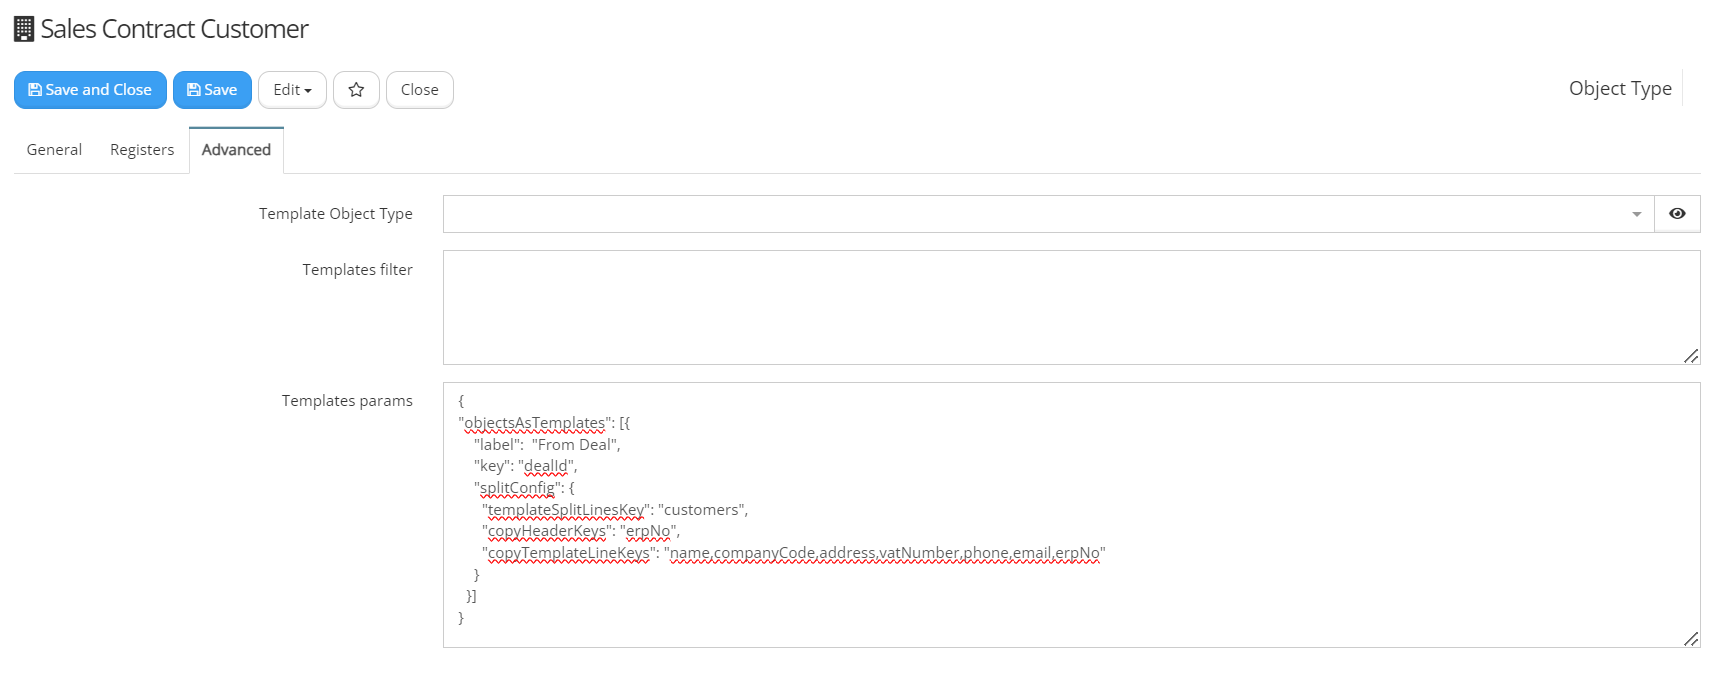 Sales Contract Customer
Save and Close Save Edit Close Object Type
General Registers Advanced
Template Object Type
Templates filter
Templates params
{
"objectsAsTemplates": [{
"label":  "From Deal",
"key": "dealId",
"splitConfig": {
"templateSplitLinesKey": "customers",
"copyHeaderKeys": "erpNo",
"copyTemplateLineKeys": "name,companyCode,address,vatNumber,phone,email,erpNo"
}
}]
}